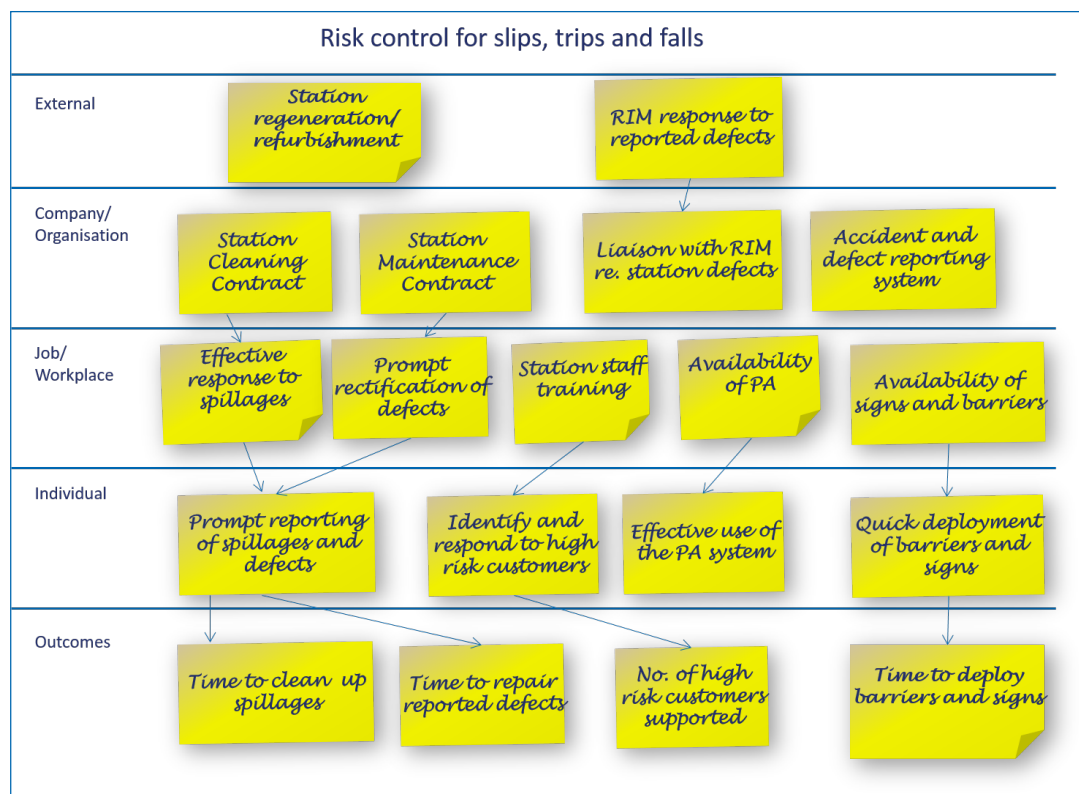 Risk control for slips, trips and falls
External
Station
regeneration/
refurbishment
RIM response to
reported defects
Company/
Organisation
Station
Cleaning
Contract
Station
Maintenance
Contract
Liaison with RIM
re. station defects
Accident and
defect reporting
system
Job/
Workplace
Effective
response to
spillages
Prompt
rectification of
defects
Station staff
training
Availability
of PA
Availability of
signs and barriers
Individual
Prompt reporting
of spillages and
defects
Identify and
respond to high
risk customers
Effective use of
the PA system
Quick deployment
of barriers and
signs
Outcomes
Time to clean up
spillages
Time to repair
reported defects
No. of high
risk customers
supported
Time to deploy
barriers and signs